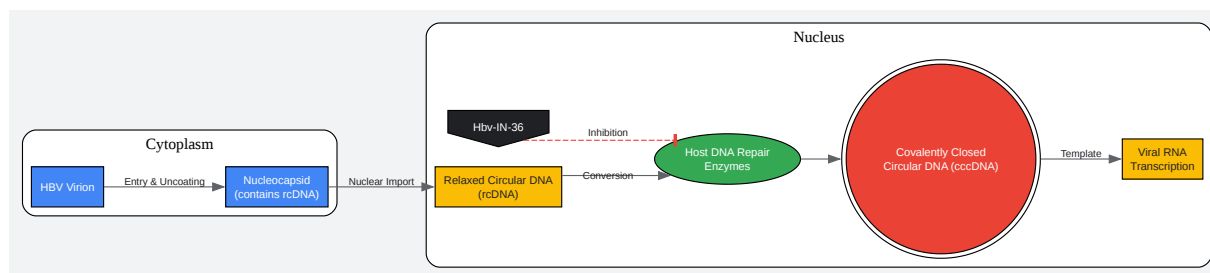 Nucleus
Cytoplasm
HBV Virion
Entry & Uncoating
Nucleocapsid
(contains rcDNA)
Nuclear Import
Hbv-IN-36
Inhibition
Relaxed Circular DNA
(rcDNA)
Conversion
Host DNA Repair
Enzymes
Covalently Closed
Circular DNA (cccDNA)
Template
Viral RNA
Transcription